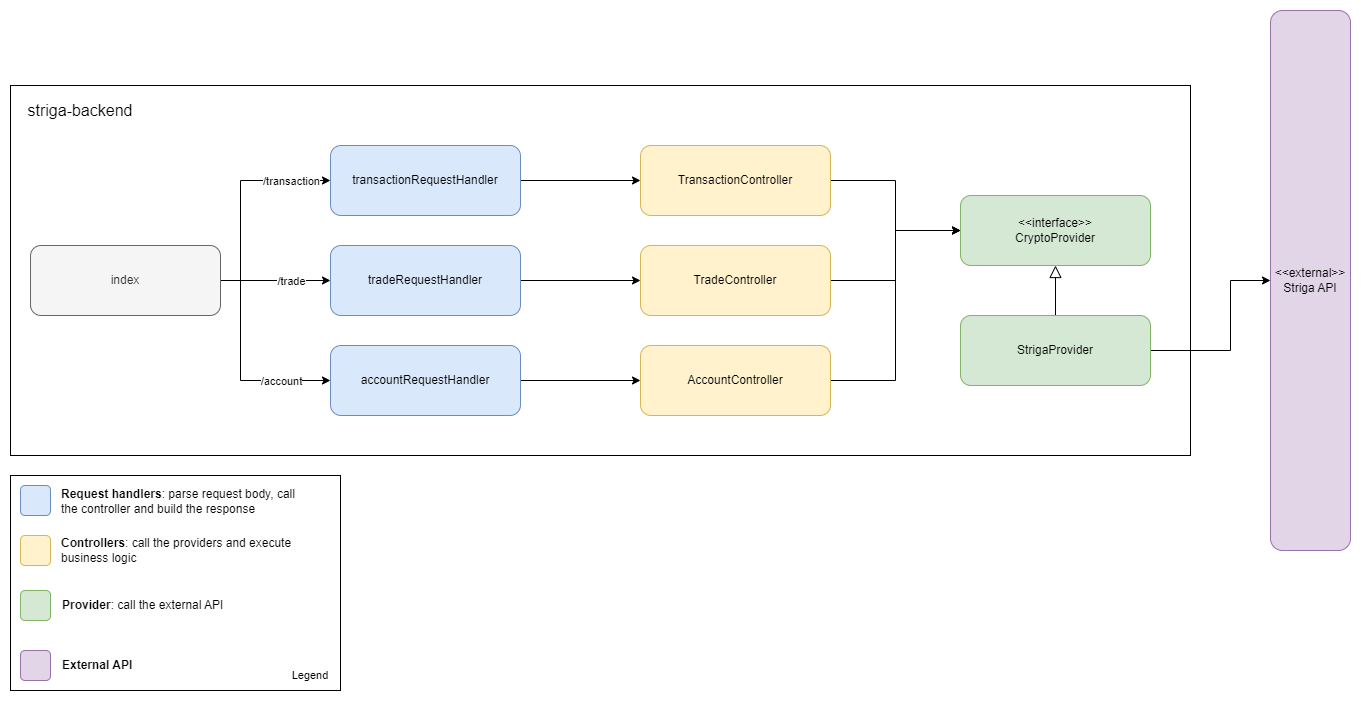 striga-backend
/transaction
transactionRequestHandler
TransactionController
<<interface>>
CryptoProvider
index
/trade
tradeRequestHandler
TradeController
<<external>>
Striga API
StrigaProvider
/account
accountRequestHandler
AccountController
Request handlers: parse request body, call
the controller and build the response
Controllers: call the providers and execute
business logic
Provider: call the external API
External API
Legend